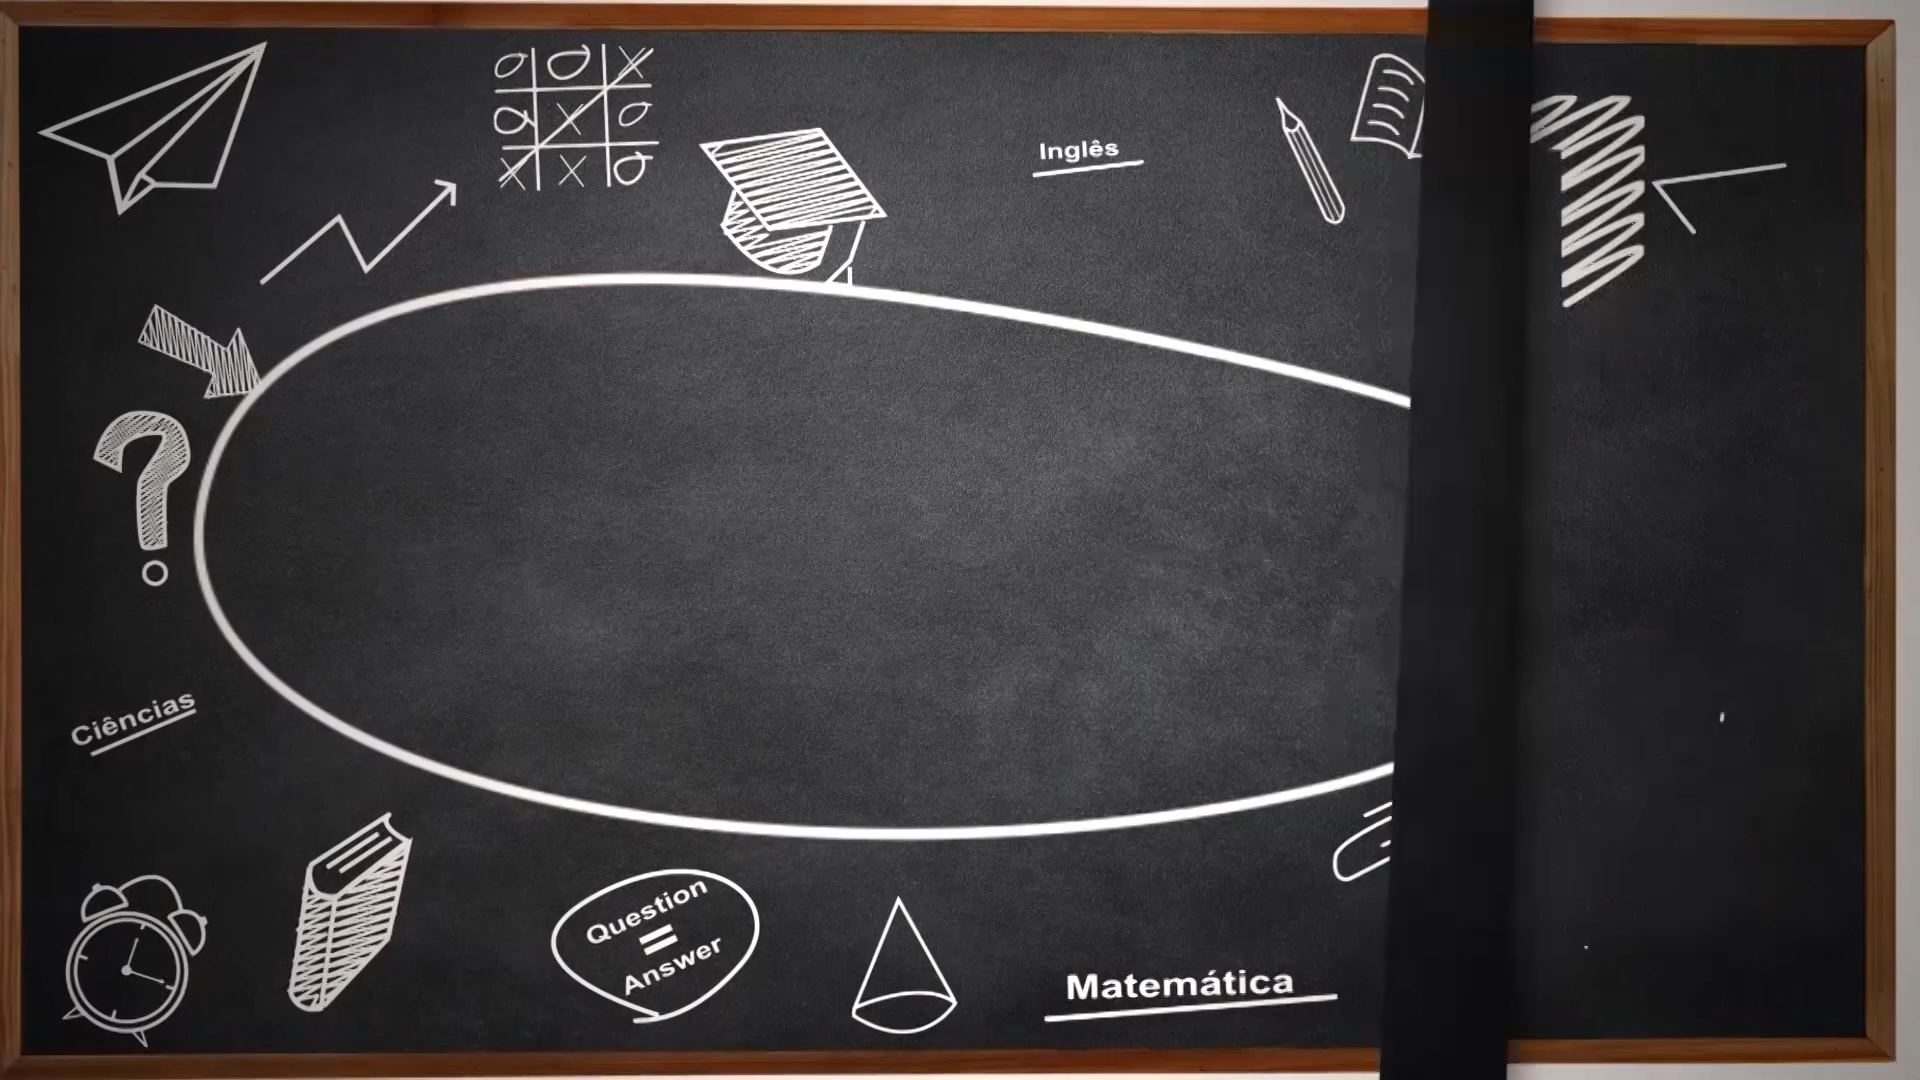 O O X
O X O
X X O
Inglês
?
Ciências
Question
=
Answer
Matemática